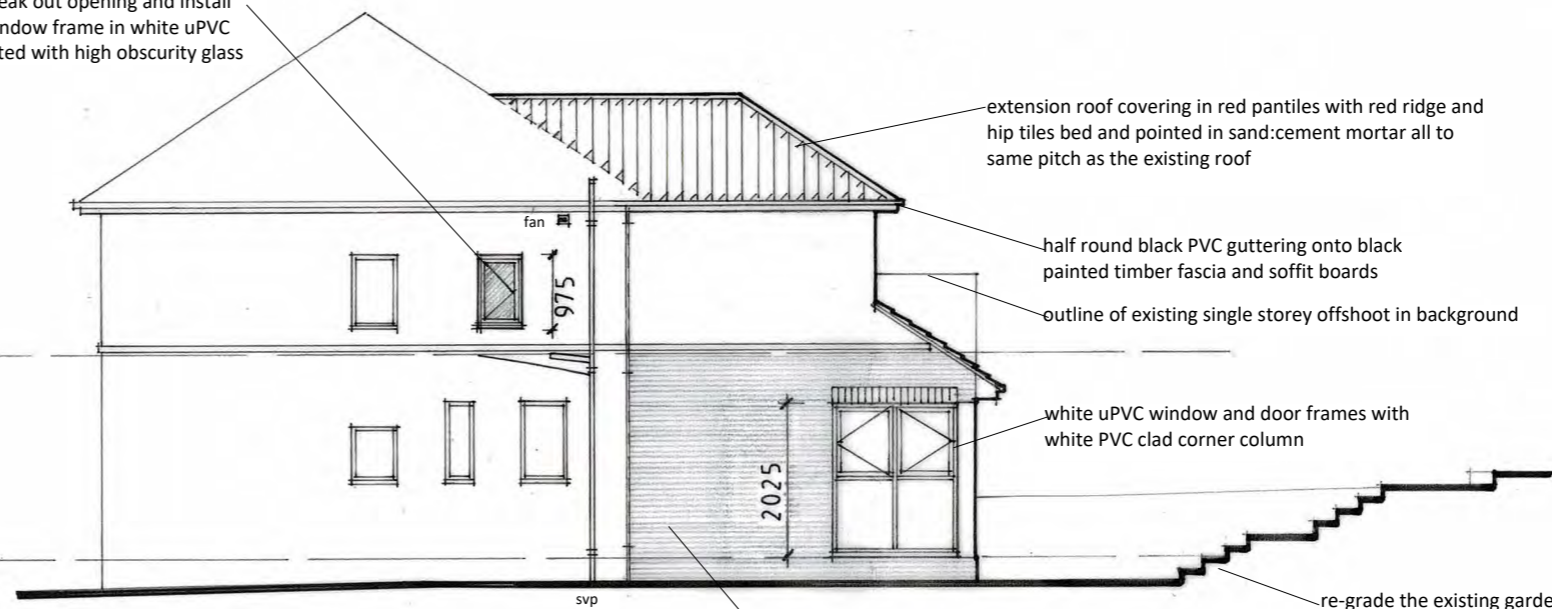 eak out opening and install
ndow frame in white uPVC
ted with high obscurity glass
extension roof covering in red pantiles with red ridge and
hip tiles bed and pointed in sand:cement mortar all to
same pitch as the existing roof
fan
975
half round black PVC guttering onto black
painted timber fascia and soffit boards
outline of existing single storey offshoot in background
white uPVC window and door frames with
white PVC clad corner column
2025
svp
re-grade the existing garde